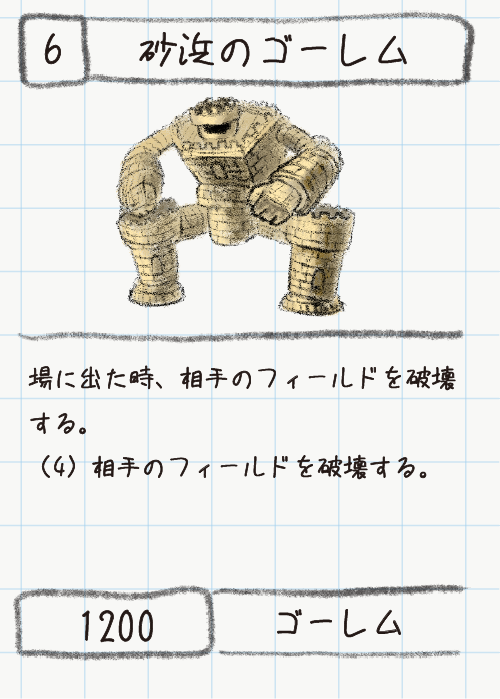 6
砂浜のゴーレム
場に出た時、相手のフィールドを破壊
する。
(4) 相手のフィールドを破壊する。
1200
ゴーレム